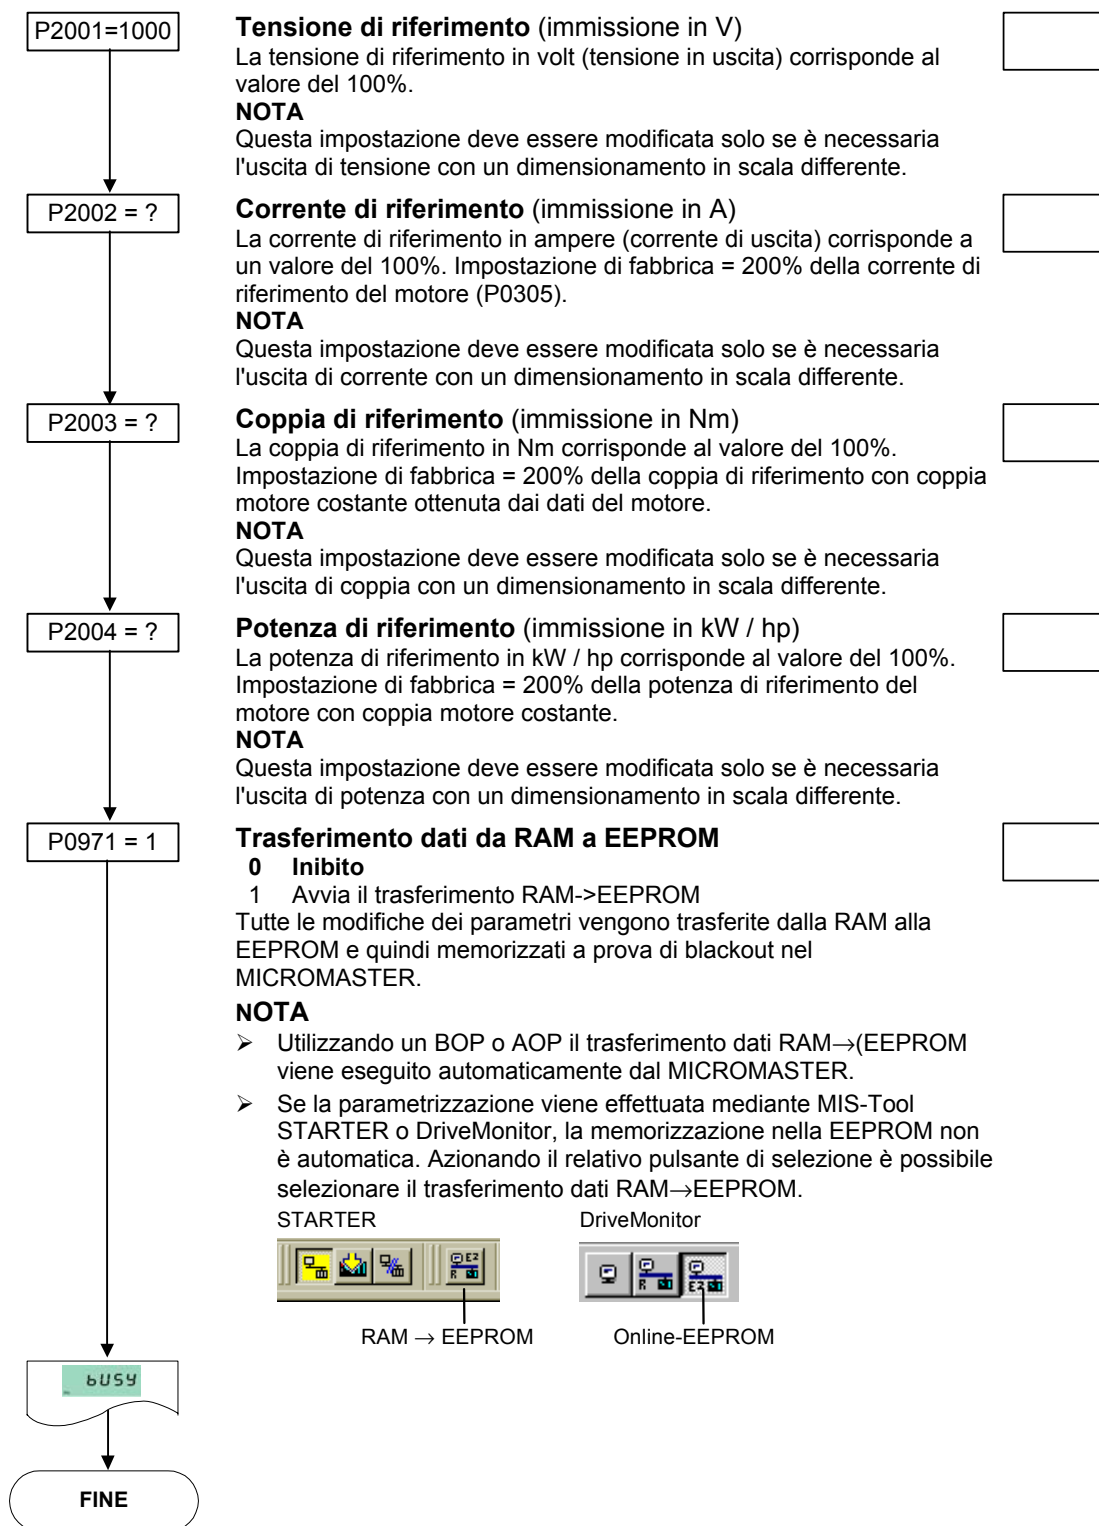 P2001=1000
Tensione di riferimento (immissione in V)
La tensione di riferimento in volt (tensione in uscita) corrisponde al
valore del 100%.
NOTA
Questa impostazione deve essere modificata solo se è necessaria
l'uscita di tensione con un dimensionamento in scala differente.
P2002 = ?
Corrente di riferimento (immissione in A)
La corrente di riferimento in ampere (corrente di uscita) corrisponde a
un valore del 100%. Impostazione di fabbrica = 200% della corrente di
riferimento del motore (P0305).
NOTA
Questa impostazione deve essere modificata solo se è necessaria
l'uscita di corrente con un dimensionamento in scala differente.
P2003 = ?
Coppia di riferimento (immissione in Nm)
La coppia di riferimento in Nm corrisponde al valore del 100%.
Impostazione di fabbrica = 200% della coppia di riferimento con coppia
motore costante ottenuta dai dati del motore.
NOTA
Questa impostazione deve essere modificata solo se è necessaria
l'uscita di coppia con un dimensionamento in scala differente.
P2004 = ?
Potenza di riferimento (immissione in kW / hp)
La potenza di riferimento in kW / hp corrisponde al valore del 100%.
Impostazione di fabbrica = 200% della potenza di riferimento del
motore con coppia motore costante.
NOTA
Questa impostazione deve essere modificata solo se è necessaria
l'uscita di potenza con un dimensionamento in scala differente.
P0971 = 1
Trasferimento dati da RAM a EEPROM
0 Inibito
1 Avvia il trasferimento RAM->EEPROM
Tutte le modifiche dei parametri vengono trasferite dalla RAM alla
EEPROM e quindi memorizzati a prova di blackout nel
MICROMASTER.
NOTA
➢ Utilizzando un BOP o AOP il trasferimento dati RAM→(EEPROM
viene eseguito automaticamente dal MICROMASTER.
➢ Se la parametrizzazione viene effettuata mediante MIS-Tool
STARTER o DriveMonitor, la memorizzazione nella EEPROM non
è automatica. Azionando il relativo pulsante di selezione è possibile
selezionare il trasferimento dati RAM→EEPROM.
STARTER DriveMonitor
E2
R
R
E2
RAM → EEPROM Online-EEPROM
busy
FINE